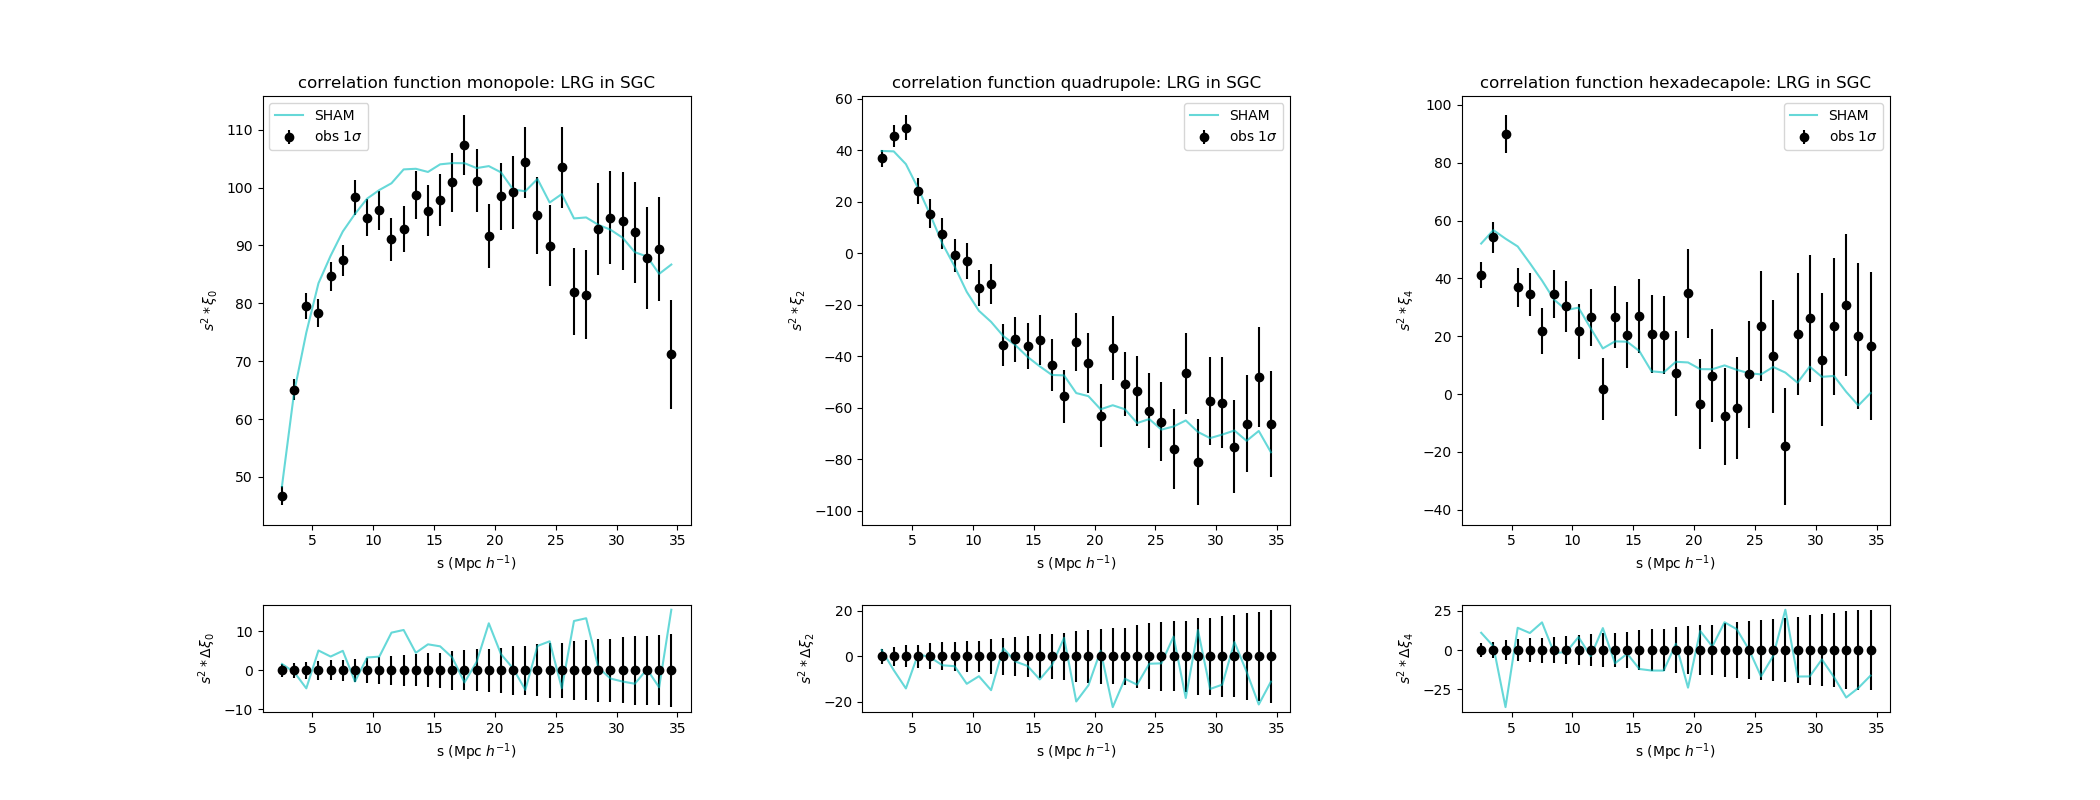 correlation function monopole: LRG in SGC
SHAM
obs 1σ
110
100
90
80
70
60
50
s² * ξ₀
5 10 15 20 25 30 35
s (Mpc h⁻¹)
10
0
−10
s² * Δξ₀
5 10 15 20 25 30 35
s (Mpc h⁻¹)
correlation function quadrupole: LRG in SGC
SHAM
obs 1σ
60
40
20
0
−20
−40
−60
−80
−100
s² * ξ₂
5 10 15 20 25 30 35
s (Mpc h⁻¹)
20
0
−20
s² * Δξ₂
5 10 15 20 25 30 35
s (Mpc h⁻¹)
correlation function hexadecapole: LRG in SGC
SHAM
obs 1σ
100
80
60
40
20
0
−20
−40
s² * ξ₄
5 10 15 20 25 30 35
s (Mpc h⁻¹)
25
0
−25
s² * Δξ₄
5 10 15 20 25 30 35
s (Mpc h⁻¹)